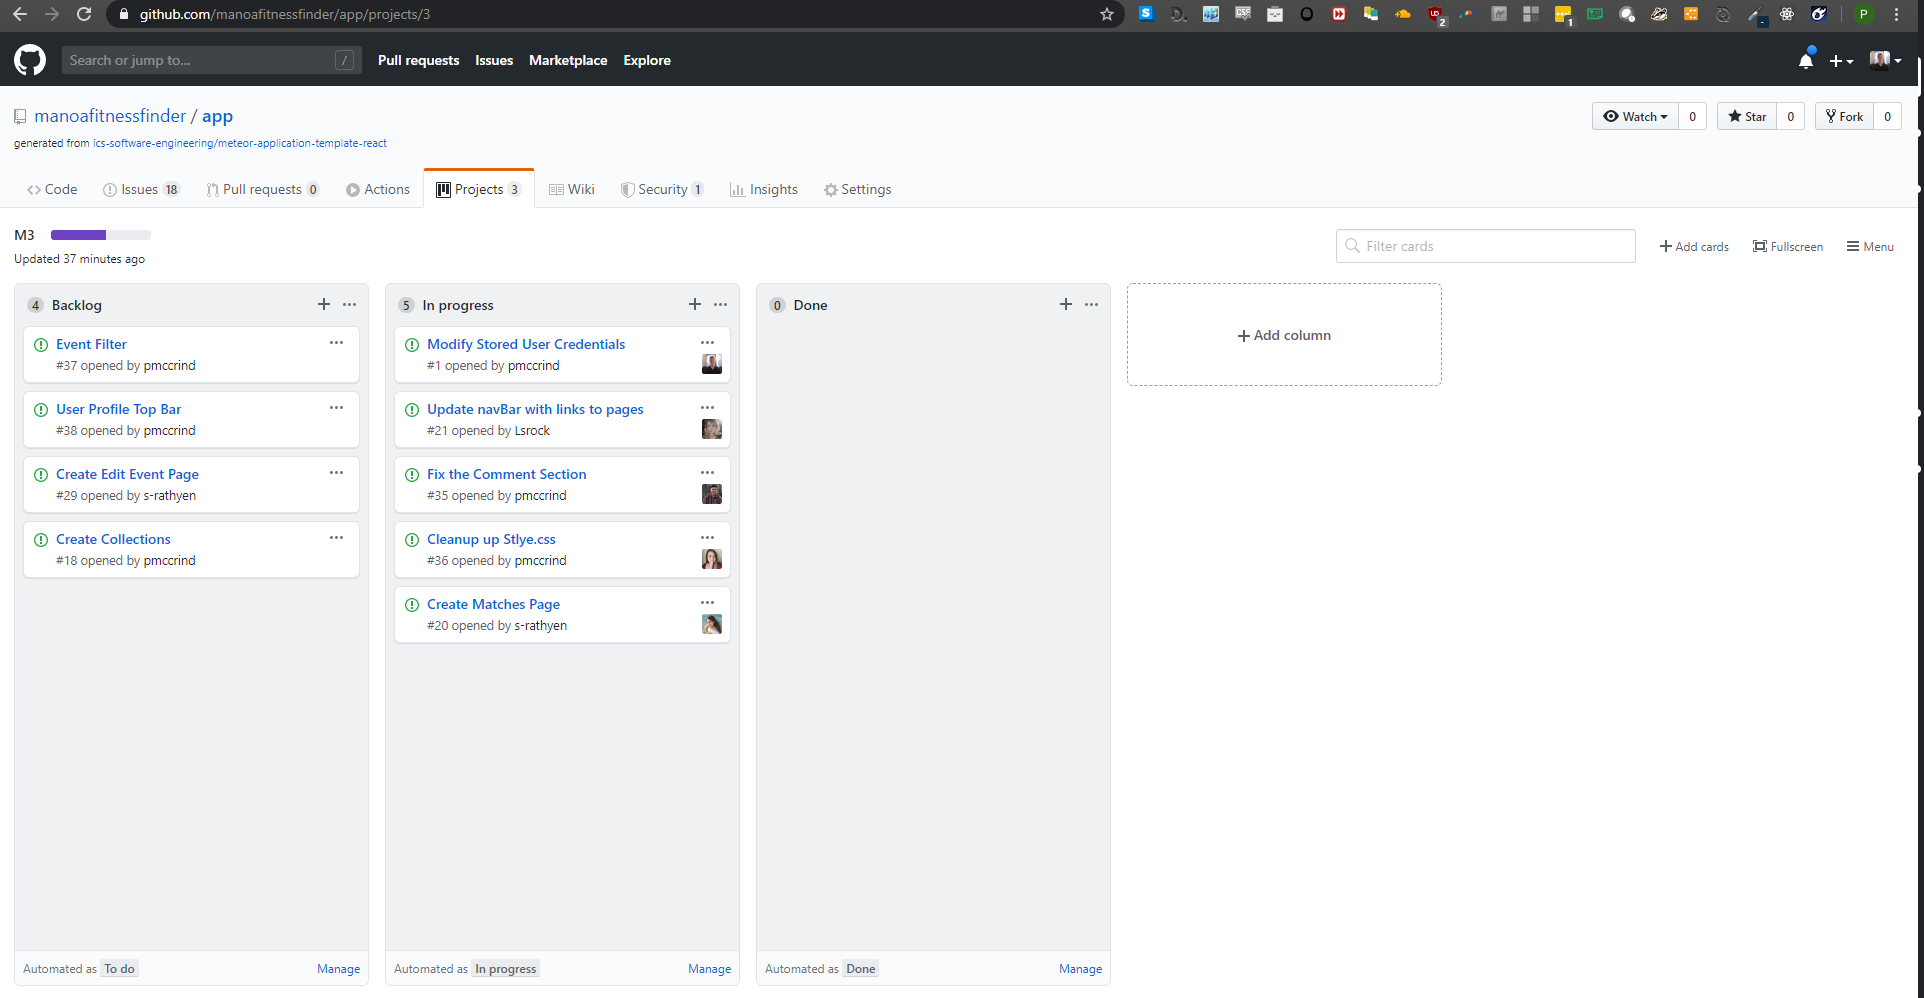 github.com/manoafitnessfinder/app/projects/3
2
1
P
Search or jump to... /
Pull requests Issues Marketplace Explore
manoafitnessfinder / app
Watch 0 Star 0 Fork 0
generated from ics-software-engineering/meteor-application-template-react
Code Issues 18 Pull requests 0 Actions Projects 3 Wiki Security 1 Insights Settings
M3
Updated 37 minutes ago
Filter cards
Add cards Fullscreen Menu
4 Backlog
Event Filter
#37 opened by pmccrind
User Profile Top Bar
#38 opened by pmccrind
Create Edit Event Page
#29 opened by s-rathyen
Create Collections
#18 opened by pmccrind
Automated as To do Manage
5 In progress
Modify Stored User Credentials
#1 opened by pmccrind
Update navBar with links to pages
#21 opened by Lsrock
Fix the Comment Section
#35 opened by pmccrind
Cleanup up Stlye.css
#36 opened by pmccrind
Create Matches Page
#20 opened by s-rathyen
Automated as In progress Manage
0 Done
Automated as Done Manage
Add column